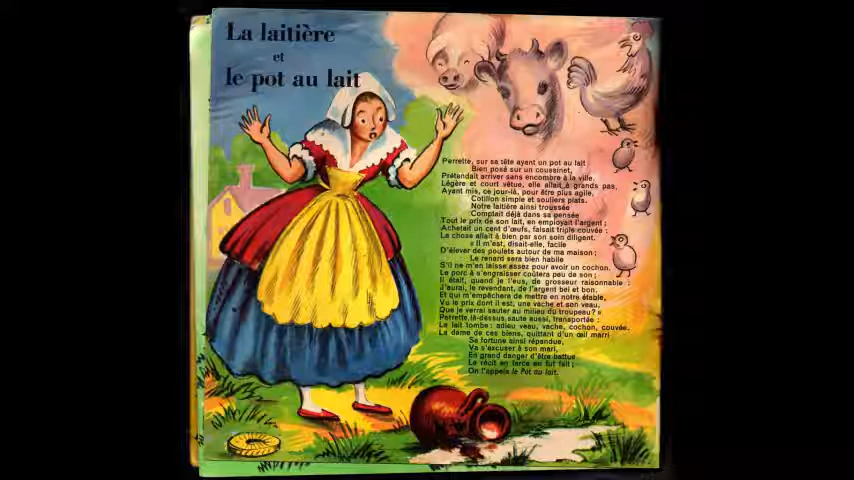 La laitière
et
le pot au lait
Perrette, sur sa tête ayant un pot au lait
Bien posé sur un coussinet,
Prétendait arriver sans encombre à la ville.
Légère et court vêtue, elle allait à grands pas,
Ayant mis, ce jour-là, pour être plus agile,
Cotillon simple et souliers plats.
Notre laitière ainsi troussée
Comptait déjà dans sa pensée
Tout le prix de son lait, en employait l'argent ;
Achetait un cent d'œufs, faisait triple couvée :
La chose allait à bien par son soin diligent.
« Il m'est, disait-elle, facile
D'élever des poulets autour de ma maison ;
Le renard sera bien habile
S'il ne m'en laisse assez pour avoir un cochon.
Le porc à s'engraisser coûtera peu de son ;
Il était, quand je l'eus, de grosseur raisonnable :
J'aurai, le revendant, de l'argent bel et bon.
Et qui m'empêchera de mettre en notre étable,
Vu le prix dont il est, une vache et son veau,
Que je verrai sauter au milieu du troupeau? »
Perrette, là-dessus saute aussi, transportée :
Le lait tombe : adieu veau, vache, cochon, couvée.
La dame de ces biens, quittant d'un œil marri
Sa fortune ainsi répandue,
Va s'excuser à son mari,
En grand danger d'être battue
Le récit en farce en fut fait ;
On l'appela le Pot au lait.